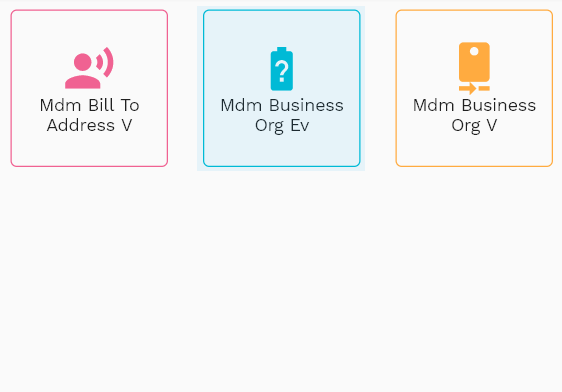 Mdm Bill To
Address V
Mdm Business
Org Ev
Mdm Business
Org V